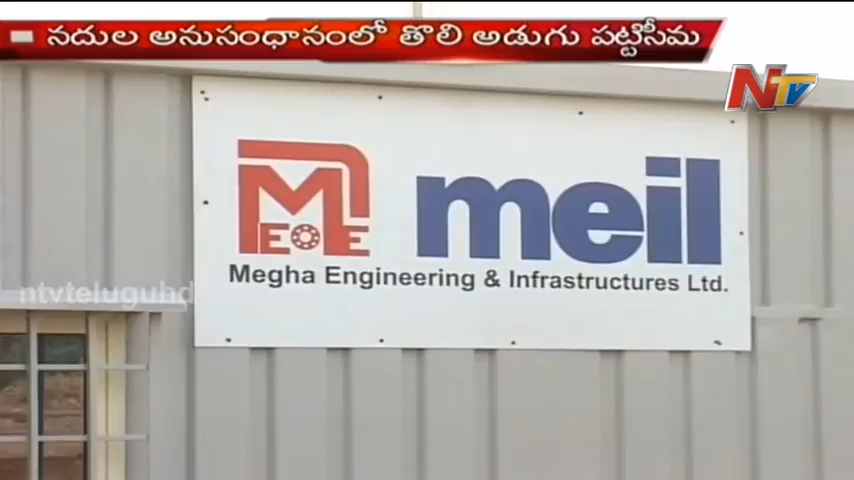 నదుల అనుసంధానంలో తొలి అడుగు పట్టిసీమ
NTV
meil
Megha Engineering & Infrastructures Ltd.
ntvteluguhd